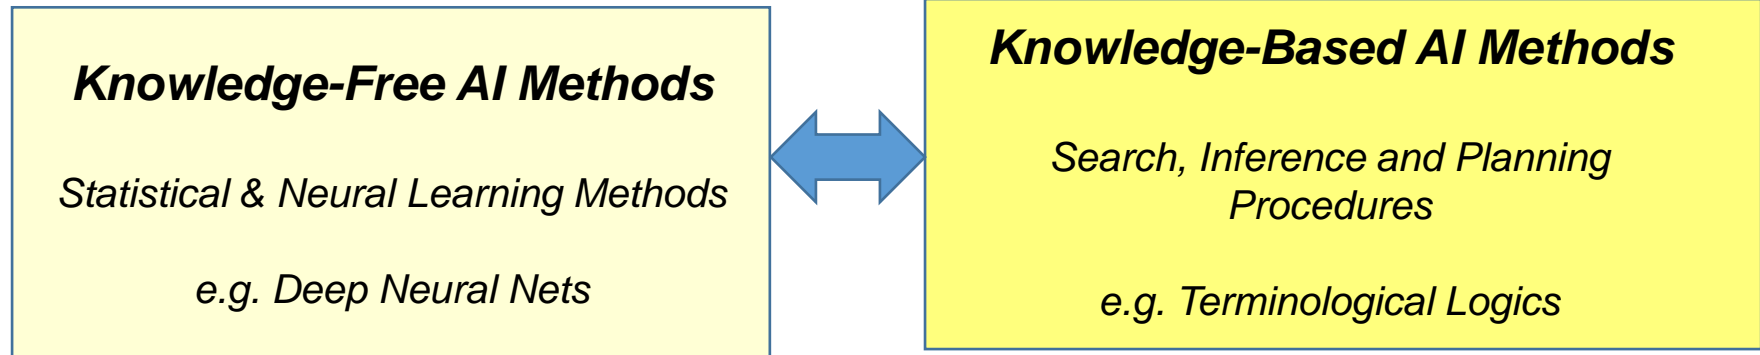 Knowledge-Free AI Methods
Statistical & Neural Learning Methods
e.g. Deep Neural Nets
Knowledge-Based AI Methods
Search, Inference and Planning
Procedures
e.g. Terminological Logics